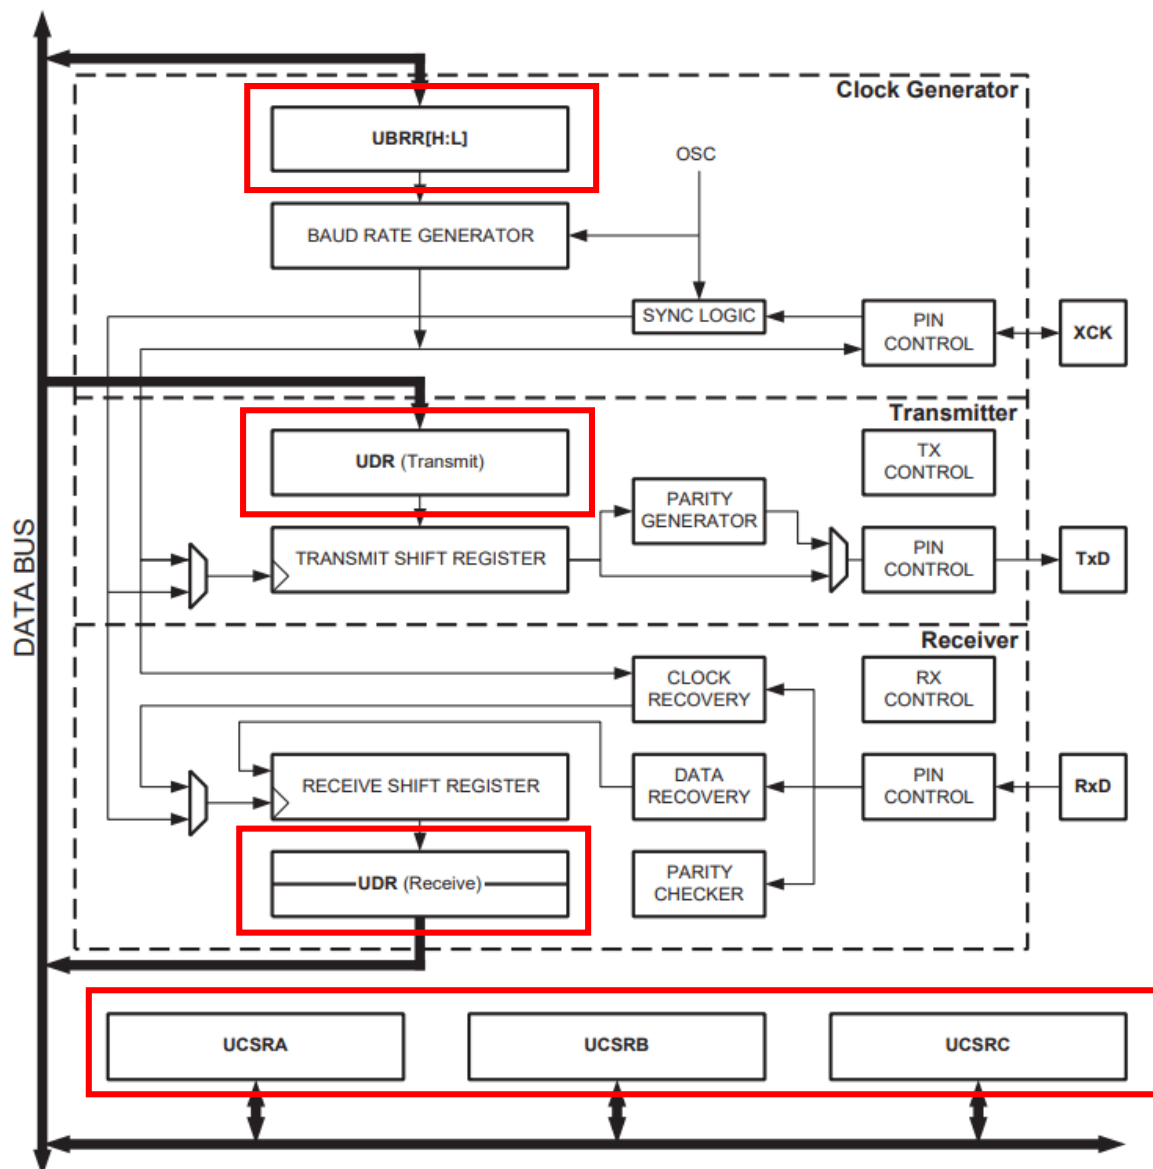 Clock Generator
UBRR[H:L]
OSC
BAUD RATE GENERATOR
SYNC LOGIC
PIN
CONTROL
XCK
Transmitter
UDR (Transmit)
TX
CONTROL
PARITY
GENERATOR
TRANSMIT SHIFT REGISTER
PIN
CONTROL
TxD
DATA BUS
Receiver
CLOCK
RECOVERY
RX
CONTROL
RECEIVE SHIFT REGISTER
DATA
RECOVERY
PIN
CONTROL
RxD
UDR (Receive)
PARITY
CHECKER
UCSRA
UCSRB
UCSRC